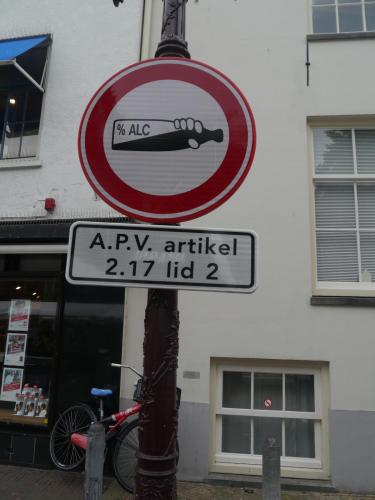 % ALC
A.P.V. artikel
2.17 lid 2